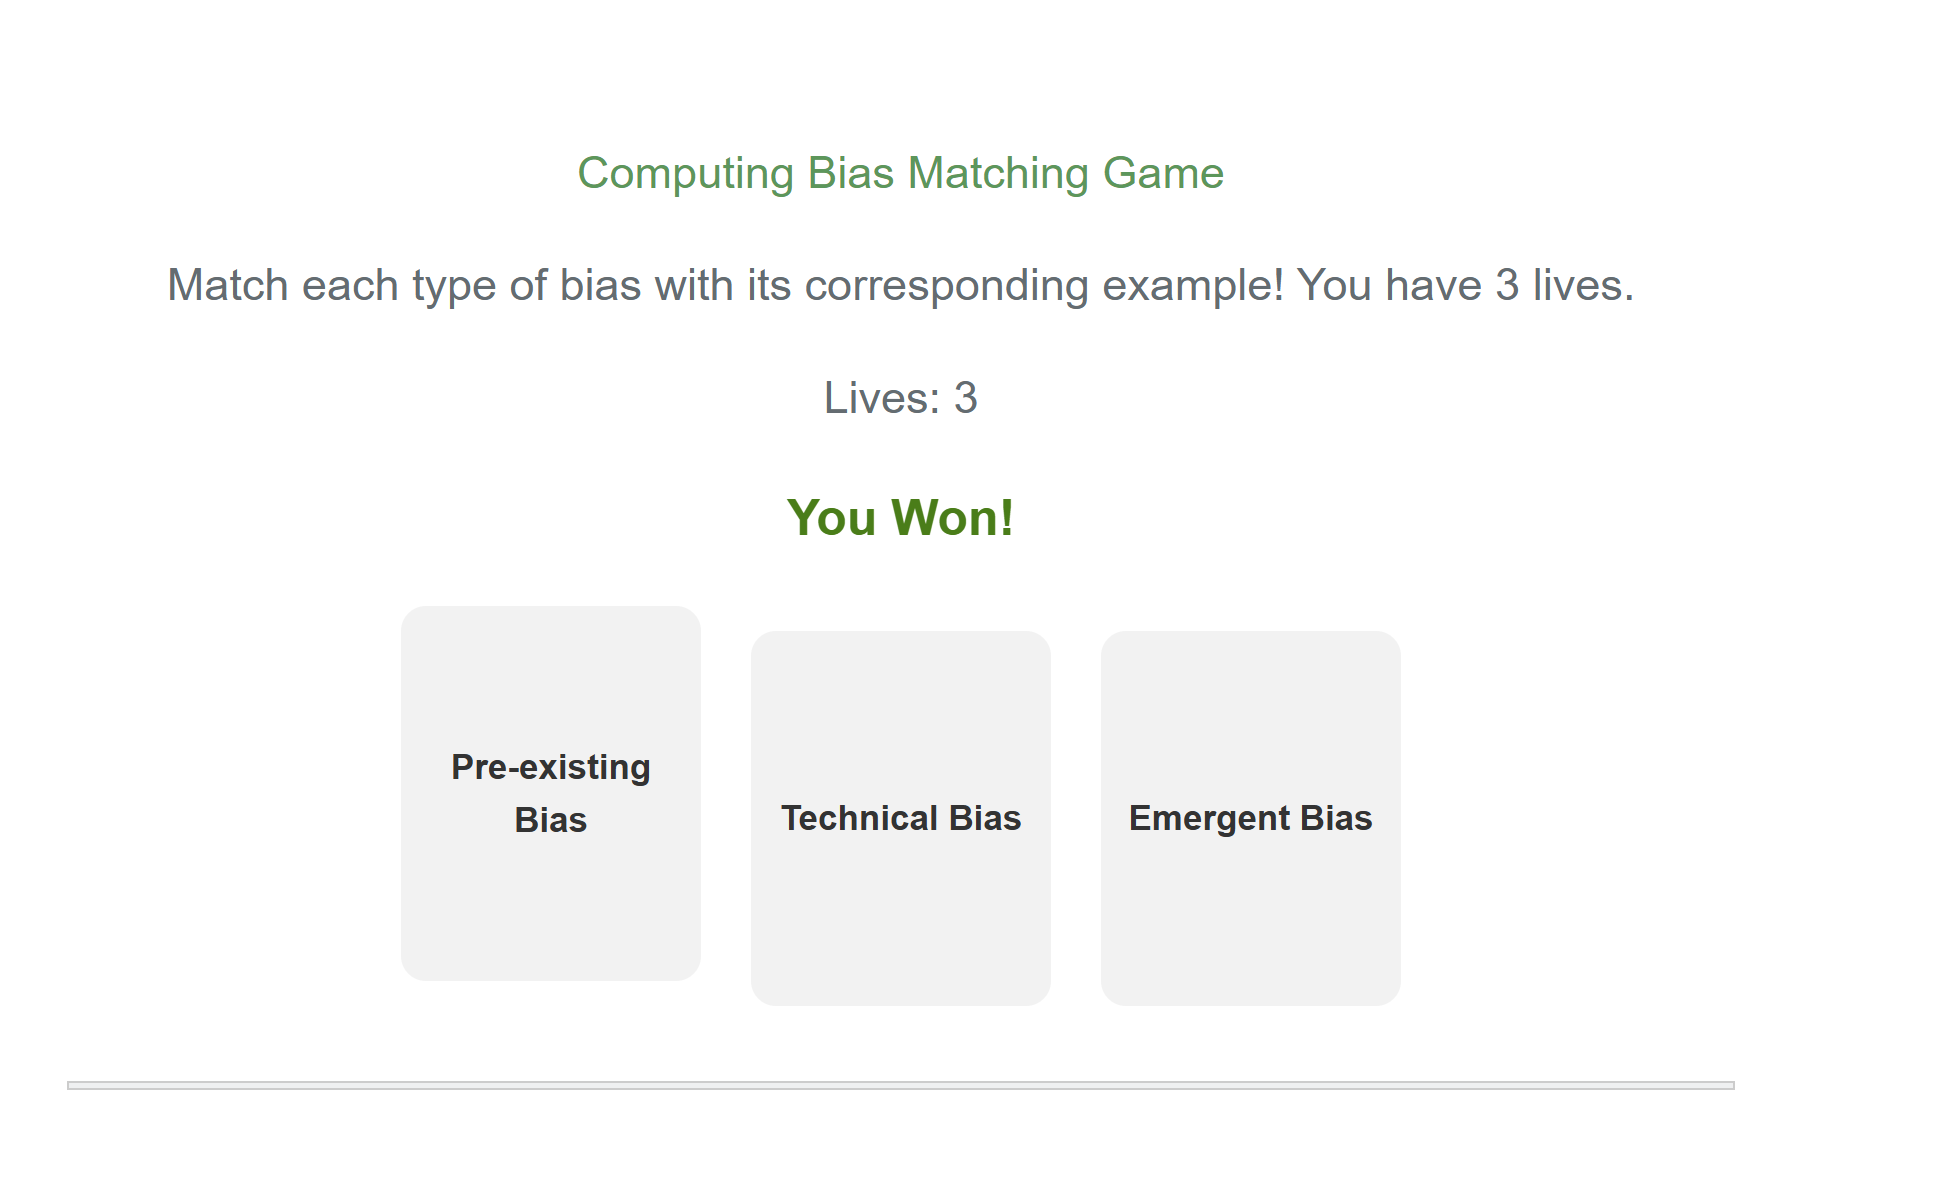 Computing Bias Matching Game
Match each type of bias with its corresponding example! You have 3 lives.
Lives: 3
You Won!
Pre-existing
Bias
Technical Bias
Emergent Bias